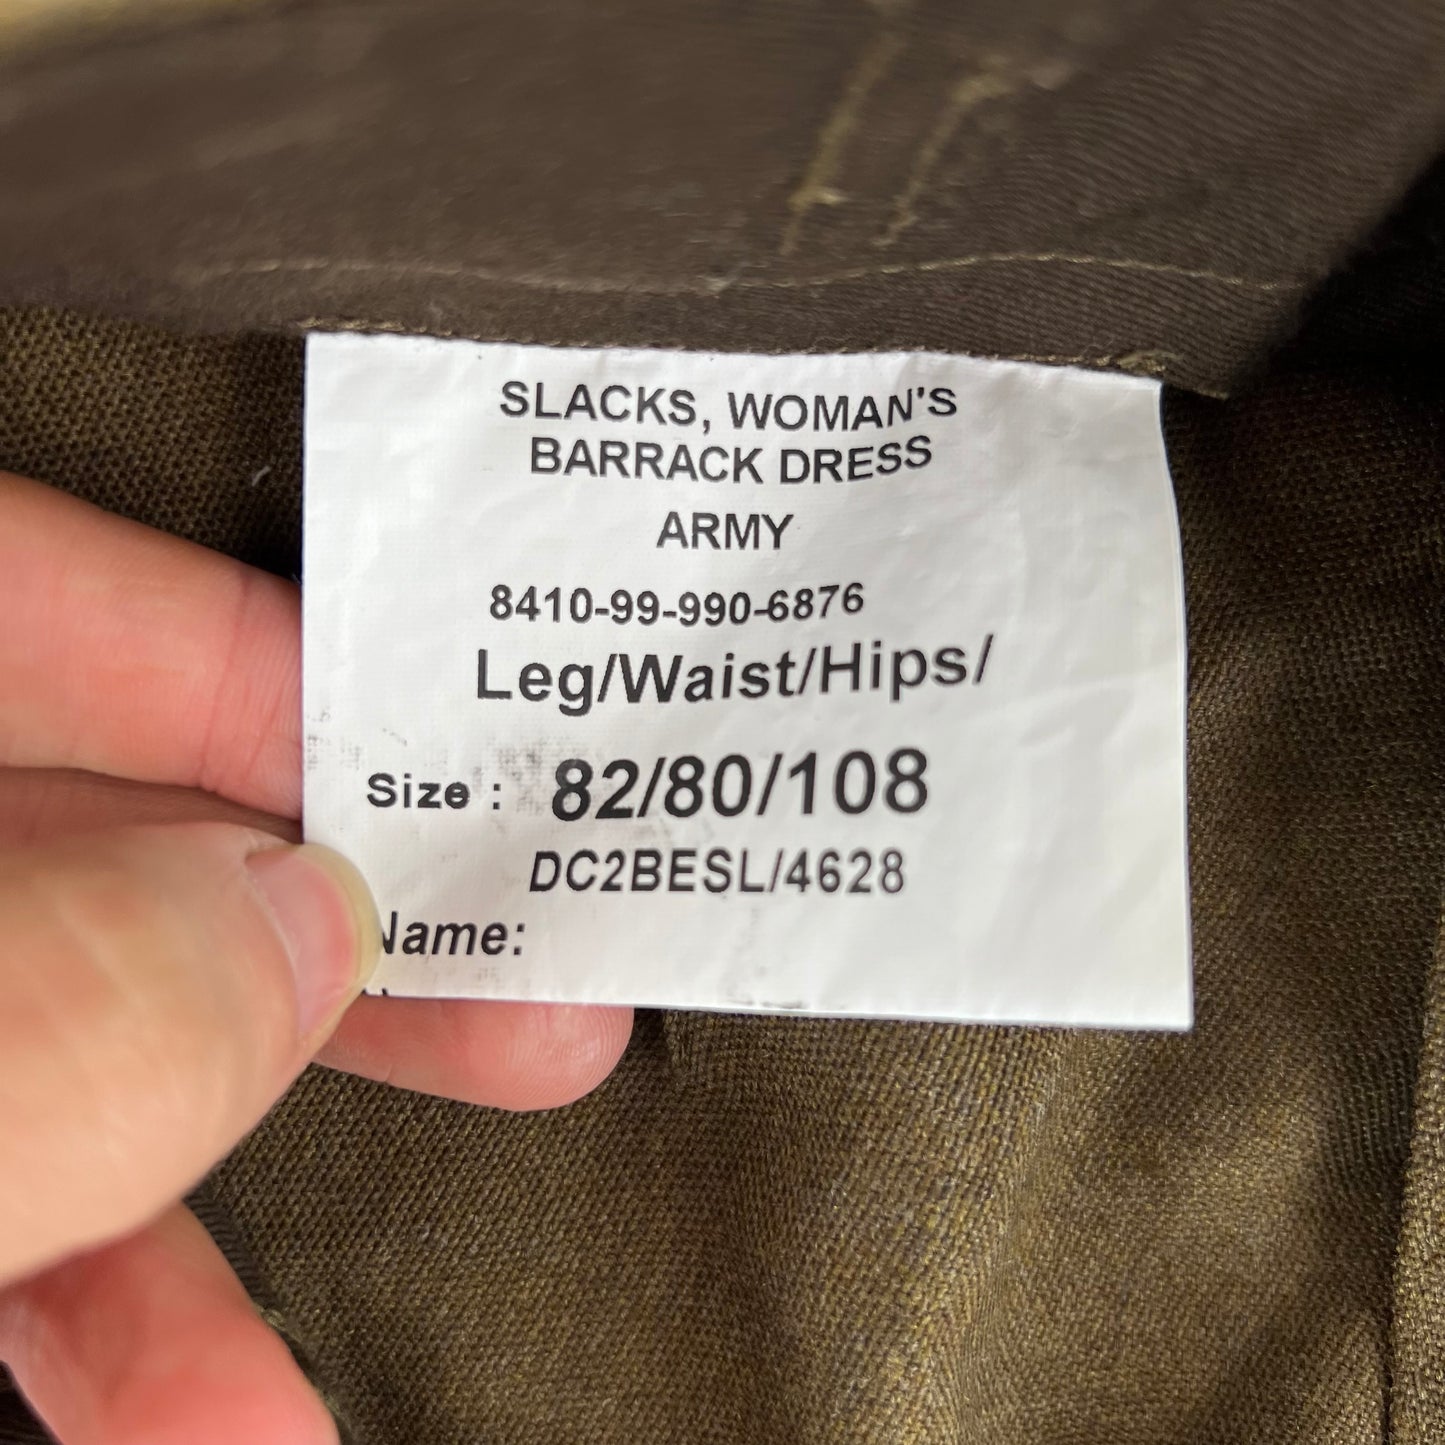 SLACKS, WOMAN'S
BARRACK DRESS
ARMY
8410-99-990-6876
Leg/Waist/Hips/
Size : 82/80/108
DC2BESL/4628
Name: